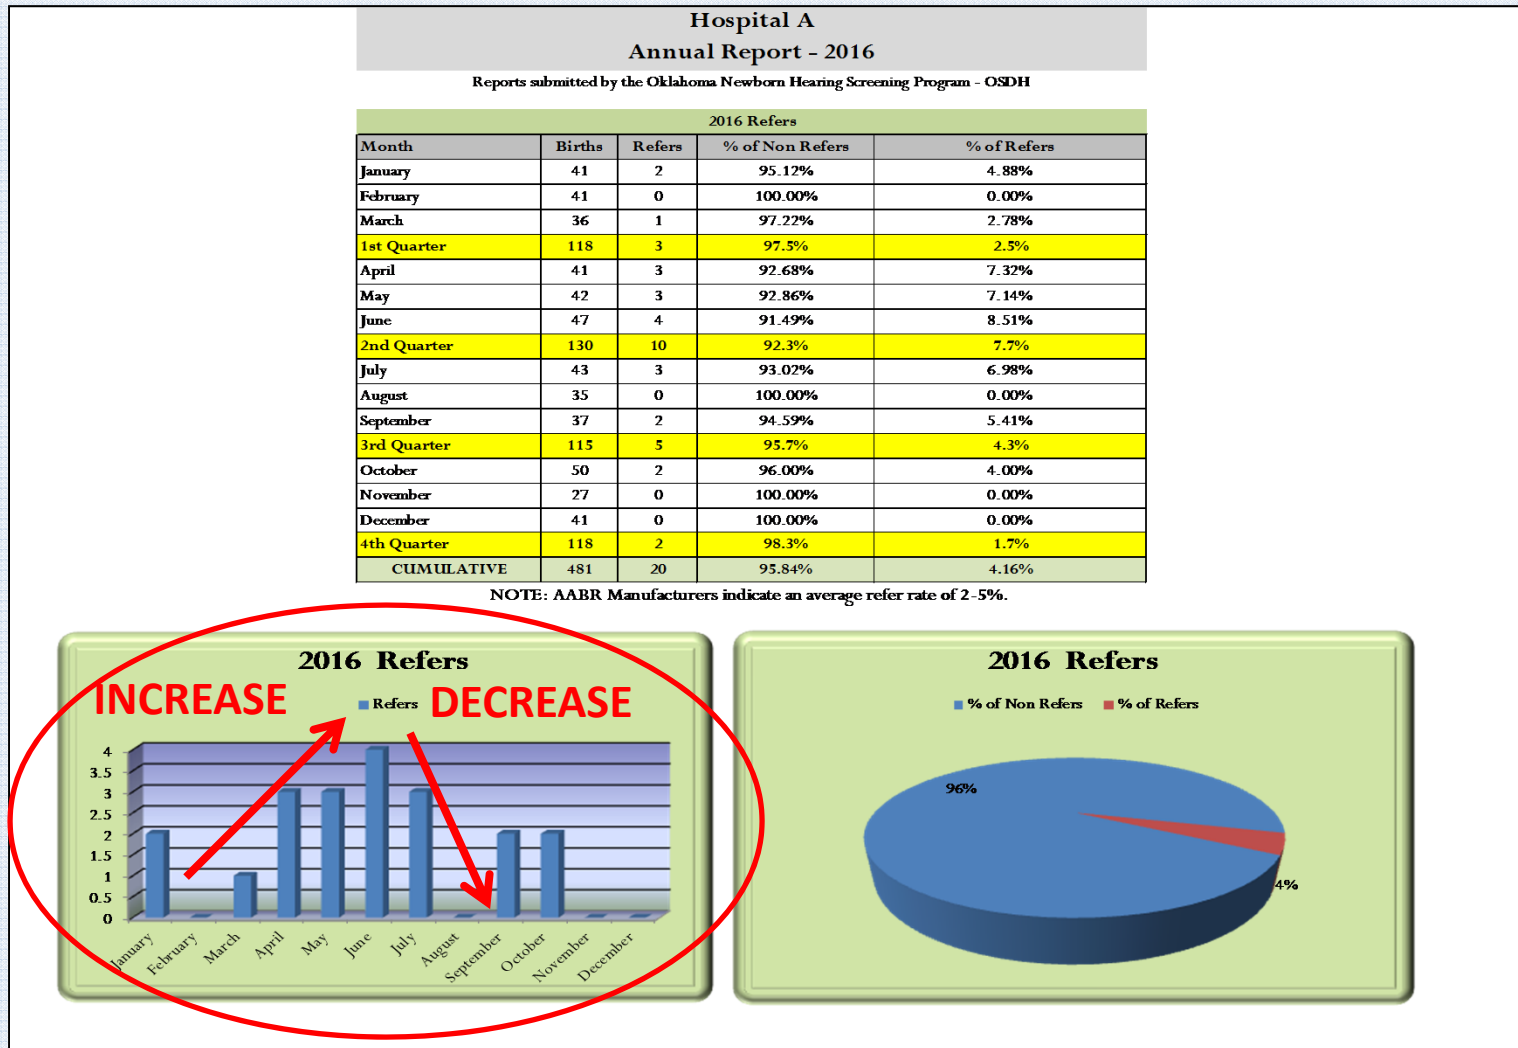 Hospital A
Annual Report - 2016
Reports submitted by the Oklahoma Newborn Hearing Screening Program - OSDH
2016 Refers
Month Births Refers % of Non Refers % of Refers
January 41 2 95.12% 4.88%
February 41 0 100.00% 0.00%
March 36 1 97.22% 2.78%
1st Quarter 118 3 97.5% 2.5%
April 41 3 92.68% 7.32%
May 42 3 92.86% 7.14%
June 47 4 91.49% 8.51%
2nd Quarter 130 10 92.3% 7.7%
July 43 3 93.02% 6.98%
August 35 0 100.00% 0.00%
September 37 2 94.59% 5.41%
3rd Quarter 115 5 95.7% 4.3%
October 50 2 96.00% 4.00%
November 27 0 100.00% 0.00%
December 41 0 100.00% 0.00%
4th Quarter 118 2 98.3% 1.7%
CUMULATIVE 481 20 95.84% 4.16%
NOTE: AABR Manufacturers indicate an average refer rate of 2-5%.
2016 Refers
INCREASE
Refers
DECREASE
4
3.5
3
2.5
2
1.5
1
0.5
0
January
February
March
April
May
June
July
August
September
October
November
December
2016 Refers
% of Non Refers
% of Refers
96%
4%